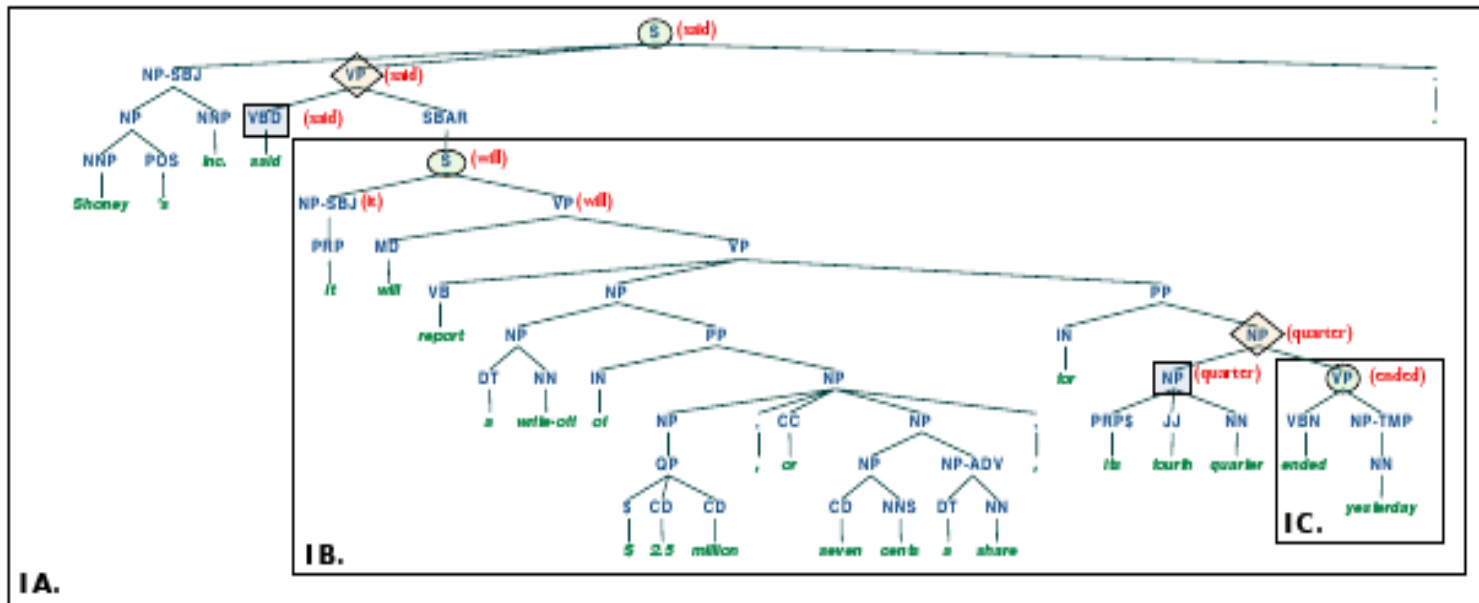 S (said)
NP-SBJ VP (said) .
NP NNP VBD (said) SBAR .
NNP POS Inc. said S (will)
Shoney 's NP-SBJ (it) VP (will)
PRP MD VP
it will VB NP PP
report NP PP IN NP (quarter)
DT NN IN NP for NP (quarter) VP (ended)
a write-off of NP , CC NP , PRP$ JJ NN VBN NP-TMP
QP , or NP NP-ADV , its fourth quarter ended NN
$ CD CD CD NNS DT NN yesterday
$ 2.5 million seven cents a share
IA. IB. IC.